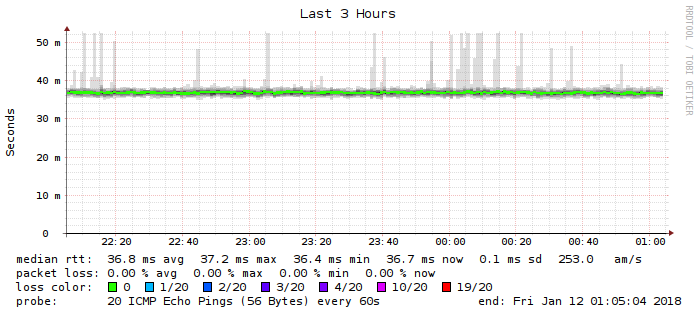 Last 3 Hours
RRDTOOL / TOBI OETIKER
Seconds
50 m
40 m
30 m
20 m
10 m
0
22:20 22:40 23:00 23:20 23:40 00:00 00:20 00:40 01:00
median rtt: 36.8 ms avg 37.2 ms max 36.4 ms min 36.7 ms now 0.1 ms sd 253.0 am/s
packet loss: 0.00 % avg 0.00 % max 0.00 % min 0.00 % now
loss color: 0 1/20 2/20 3/20 4/20 10/20 19/20
probe: 20 ICMP Echo Pings (56 Bytes) every 60s end: Fri Jan 12 01:05:04 2018